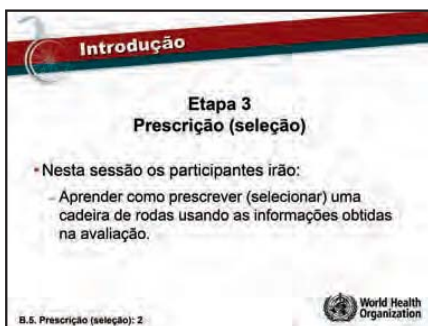 Introdução
Etapa 3
Prescrição (seleção)
• Nesta sessão os participantes irão:
– Aprender como prescrever (selecionar) uma
cadeira de rodas usando as informações obtidas
na avaliação.
B.5. Prescrição (seleção): 2
World Health
Organization